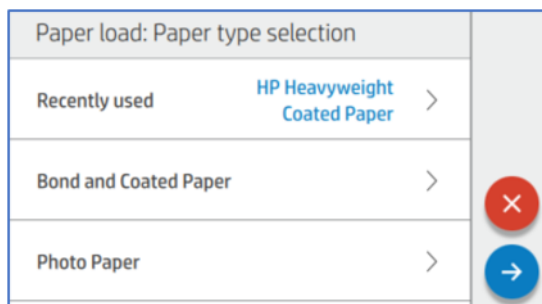 Paper load: Paper type selection
Recently used
HP Heavyweight
Coated Paper
Bond and Coated Paper
Photo Paper